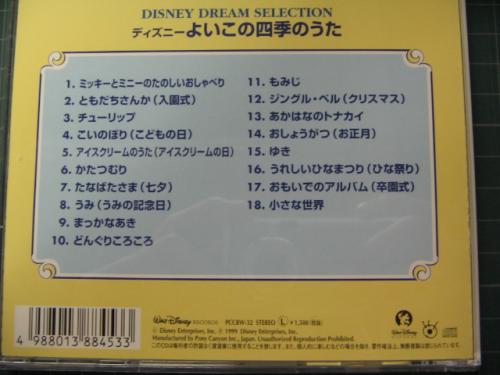 DISNEY DREAM SELECTION
ディズニー よいこの四季のうた
1. ミッキーとミニーのたのしいおしゃべり
2. ともだちさんか（入園式）
3. チューリップ
4. こいのぼり（こどもの日）
5. アイスクリームのうた（アイスクリームの日）
6. かたつむり
7. たなばたさま（七夕）
8. うみ（うみの記念日）
9. まっかなあき
10. どんぐりころころ
11. もみじ
12. ジングル・ベル（クリスマス）
13. あかはなのトナカイ
14. おしょうがつ（お正月）
15. ゆき
16. うれしいひなまつり（ひな祭り）
17. おもいでのアルバム（卒園式）
18. 小さな世界
WALT DISNEY RECORDS PCCBW-32 STEREO L
© Disney Enterprises, Inc. ℗ 1999 Disney Enterprises, Inc.
Manufactured by Pony Canyon Inc., Japan. Unauthorized Reproduction Prohibited.
4 988013 884533
WALT DISNEY